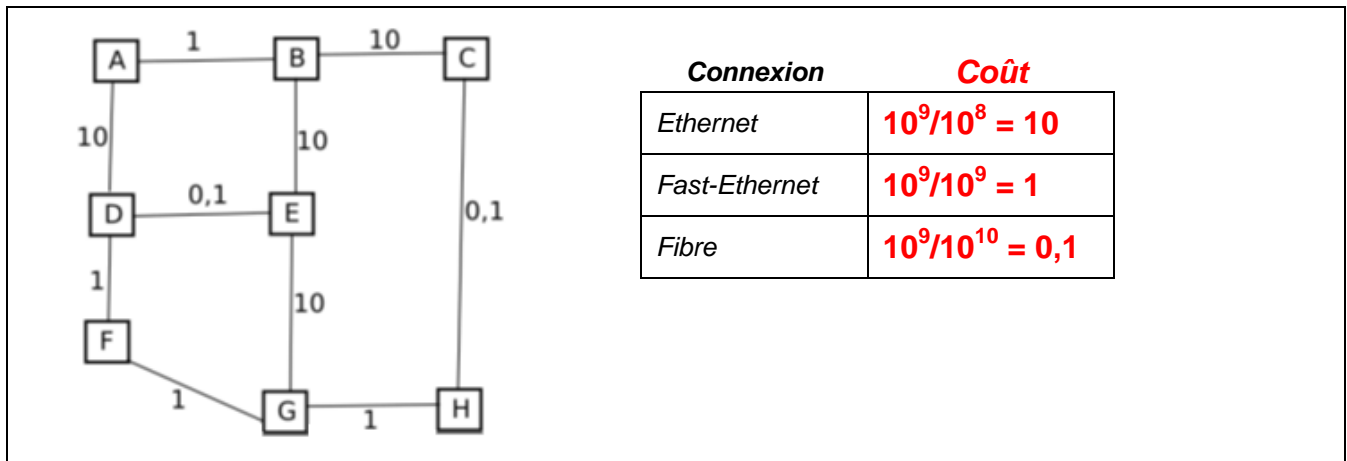 1
10
A
B
C
10
10
0,1
D
E
0,1
1
10
F
1
G
1
H
Connexion Coût
Ethernet 10⁹/10⁸ = 10
Fast-Ethernet 10⁹/10⁹ = 1
Fibre 10⁹/10¹⁰ = 0,1